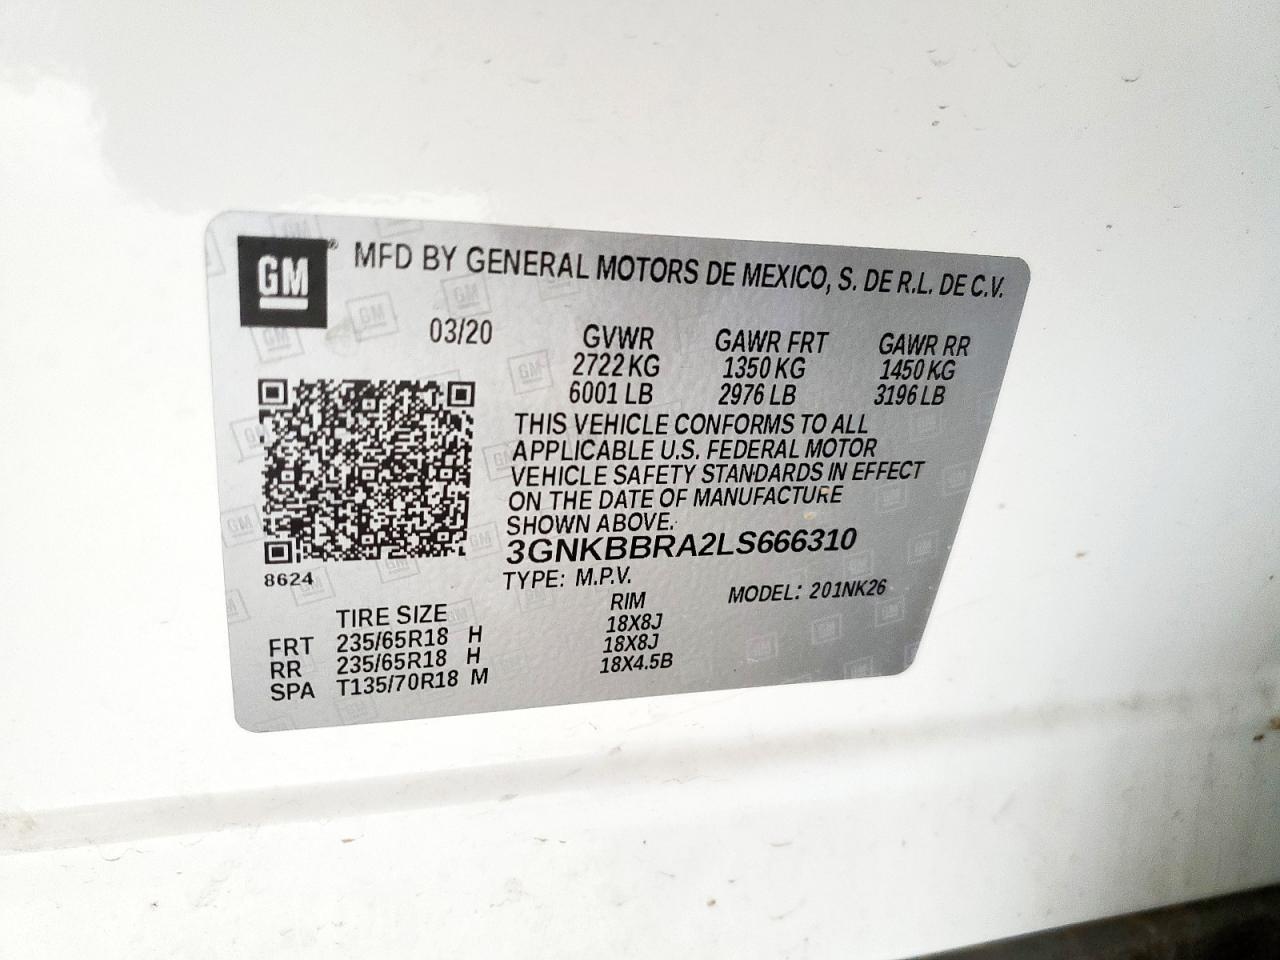 GM® MFD BY GENERAL MOTORS DE MEXICO, S. DE R.L. DE C.V.
03/20 GVWR GAWR FRT GAWR RR
2722 KG 1350 KG 1450 KG
6001 LB 2976 LB 3196 LB
THIS VEHICLE CONFORMS TO ALL
APPLICABLE U.S. FEDERAL MOTOR
VEHICLE SAFETY STANDARDS IN EFFECT
ON THE DATE OF MANUFACTURE
SHOWN ABOVE.
3GNKBBRA2LS666310
8624 TYPE: M.P.V. MODEL: 201NK26
TIRE SIZE RIM
FRT 235/65R18 H 18X8J
RR 235/65R18 H 18X8J
SPA T135/70R18 M 18X4.5B